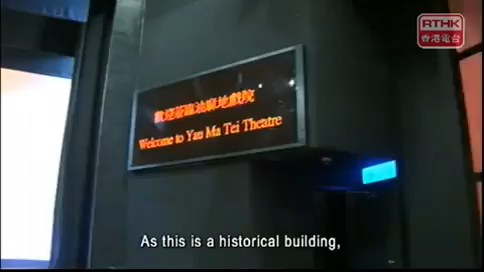 RTHK
香港電台
歡迎蒞臨油麻地戲院
Welcome to Yau Ma Tei Theatre
As this is a historical building,